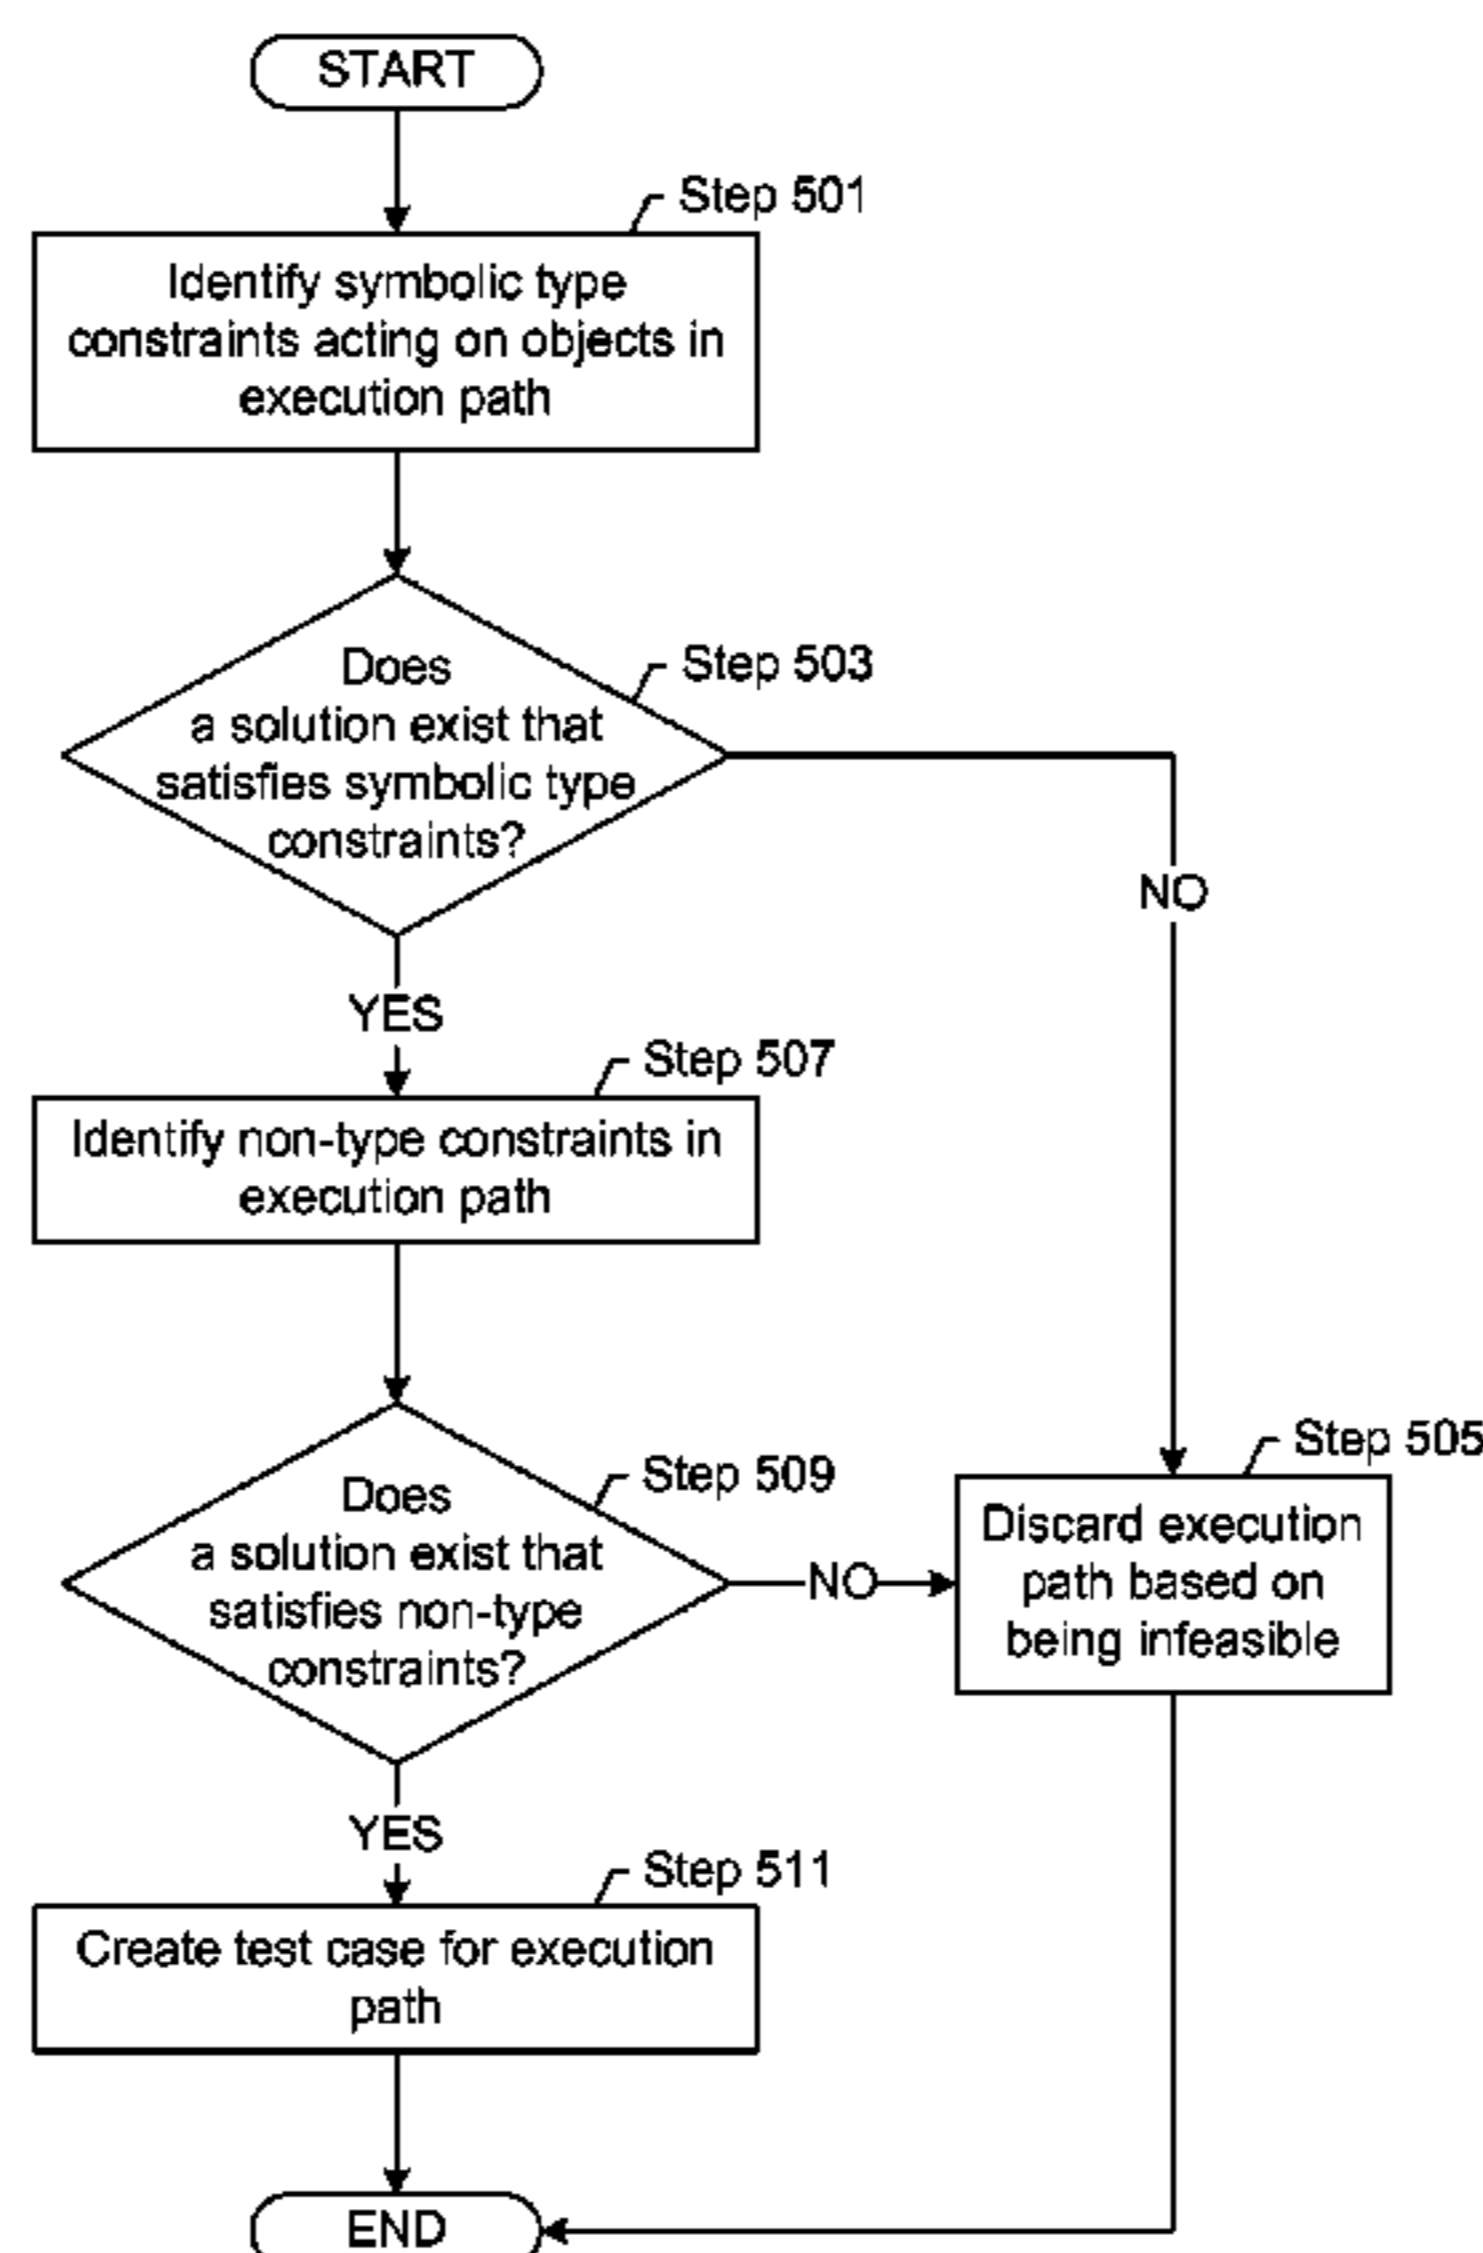 START
Step 501
Identify symbolic type
constraints acting on objects in
execution path
Does
a solution exist that
satisfies symbolic type
constraints?
Step 503
NO
YES
Step 507
Identify non-type constraints in
execution path
Does
a solution exist that
satisfies non-type
constraints?
Step 509
NO
Step 505
Discard execution
path based on
being infeasible
YES
Step 511
Create test case for execution
path
END